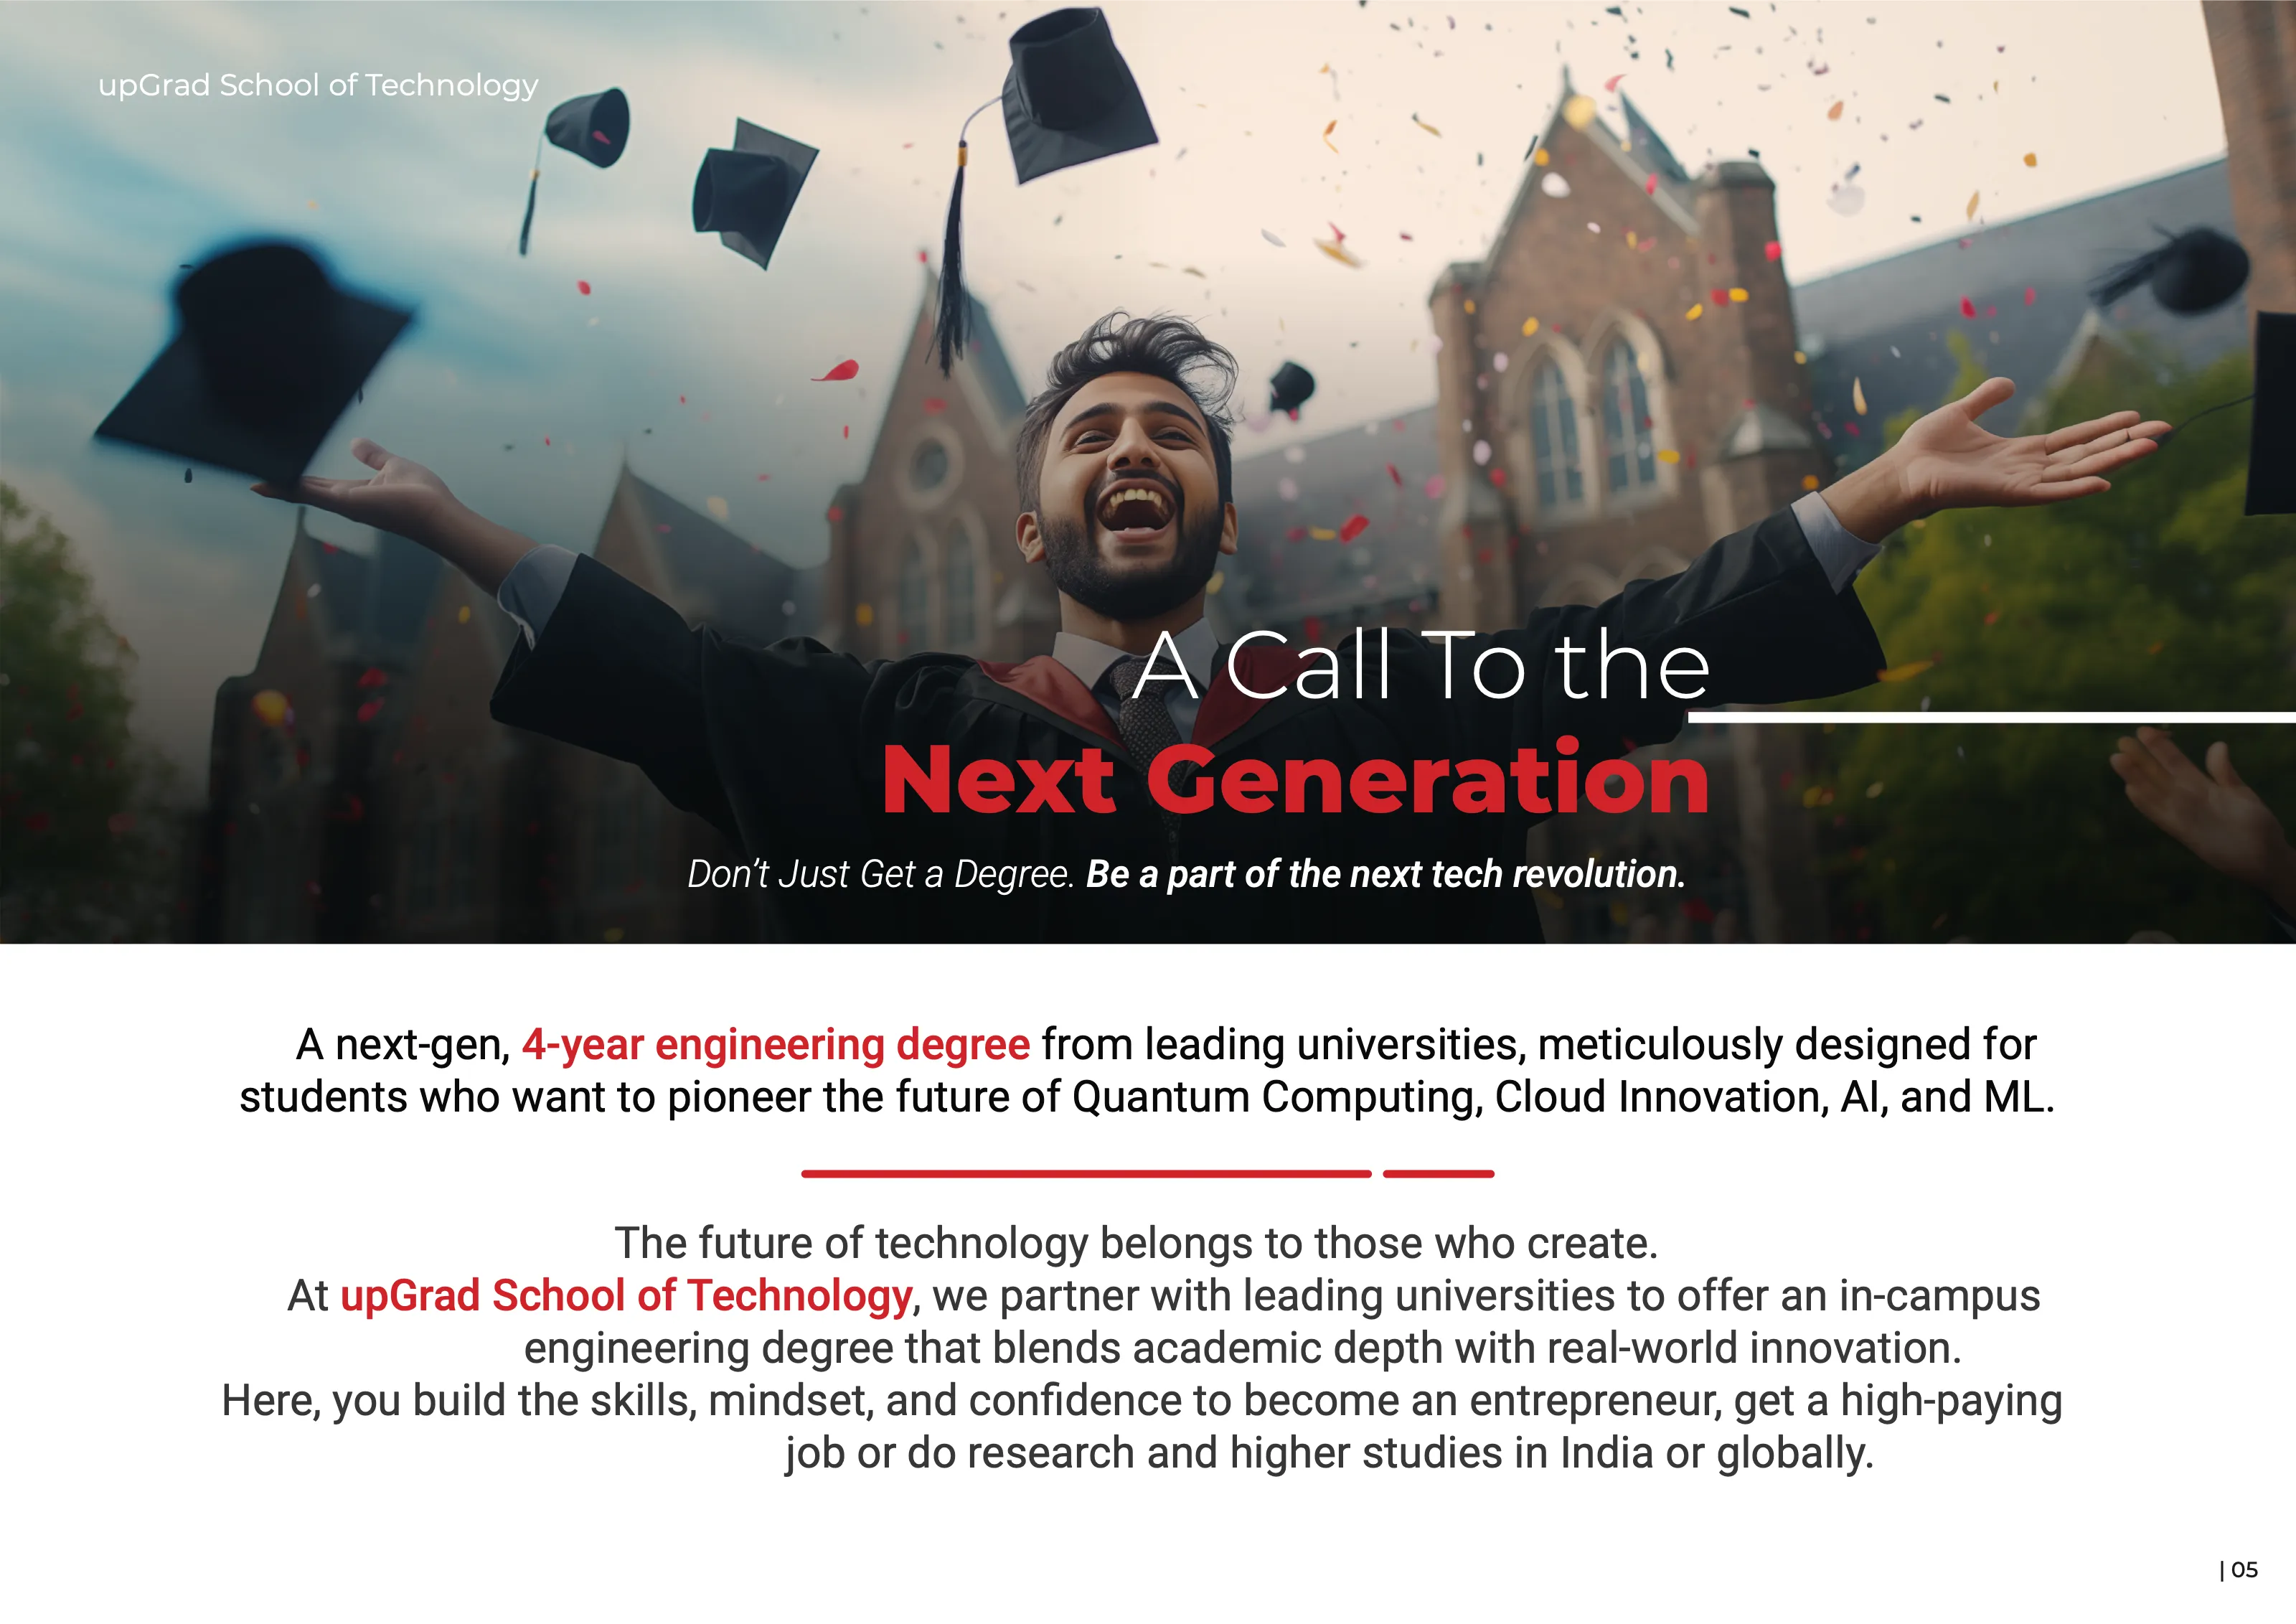 upGrad School of Technology
A Call To the
Next Generation
Don’t Just Get a Degree. Be a part of the next tech revolution.
A next-gen, 4-year engineering degree from leading universities, meticulously designed for
students who want to pioneer the future of Quantum Computing, Cloud Innovation, AI, and ML.
The future of technology belongs to those who create.
At upGrad School of Technology, we partner with leading universities to offer an in-campus
engineering degree that blends academic depth with real-world innovation.
Here, you build the skills, mindset, and confidence to become an entrepreneur, get a high-paying
job or do research and higher studies in India or globally.
| 05